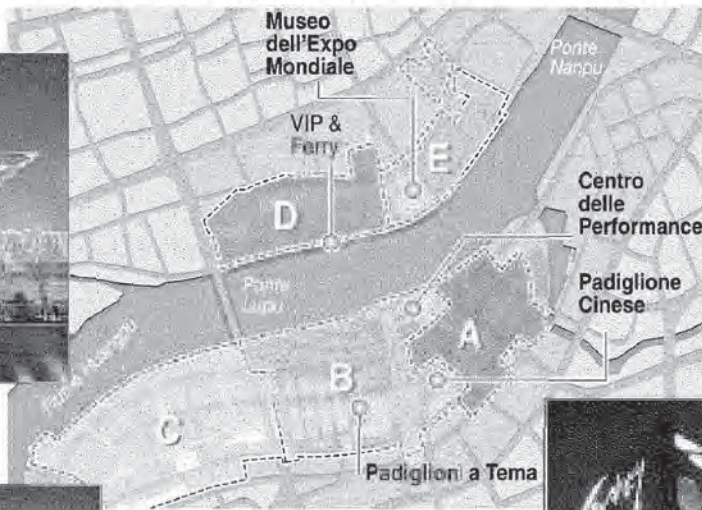 Museo
dell'Expo
Mondiale
Ponte
Nanpu
VIP &
Ferry
E
D
Centro
delle
Performance
Padiglione
Cinese
Ponte
Lupu
A
B
C
Padiglioni a Tema